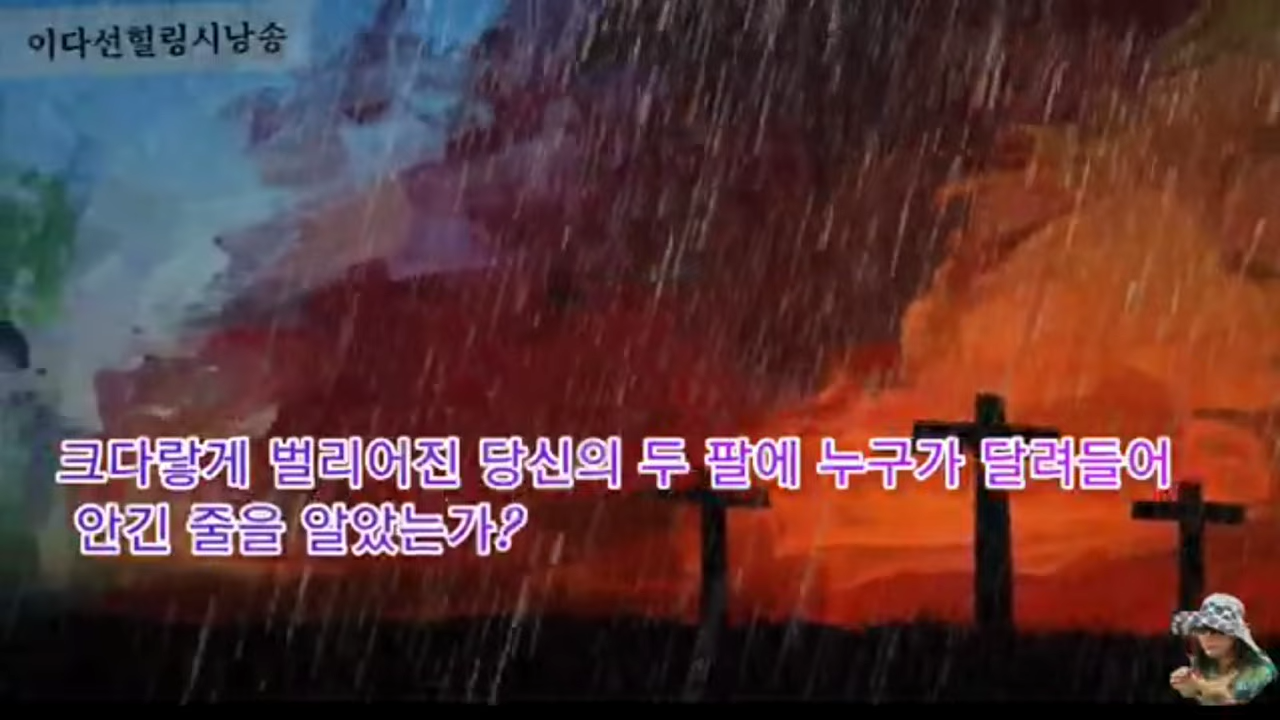 이다선힐링시낭송
크다랗게 벌리어진 당신의 두 팔에 누구가 달려들어
안긴 줄을 알았는가?